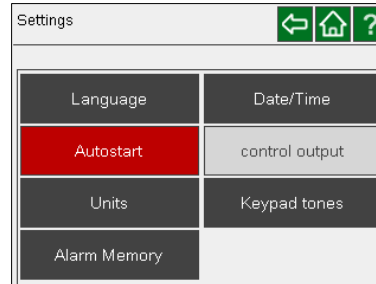 Settings
?
Language
Date/Time
Autostart
control output
Units
Keypad tones
Alarm Memory